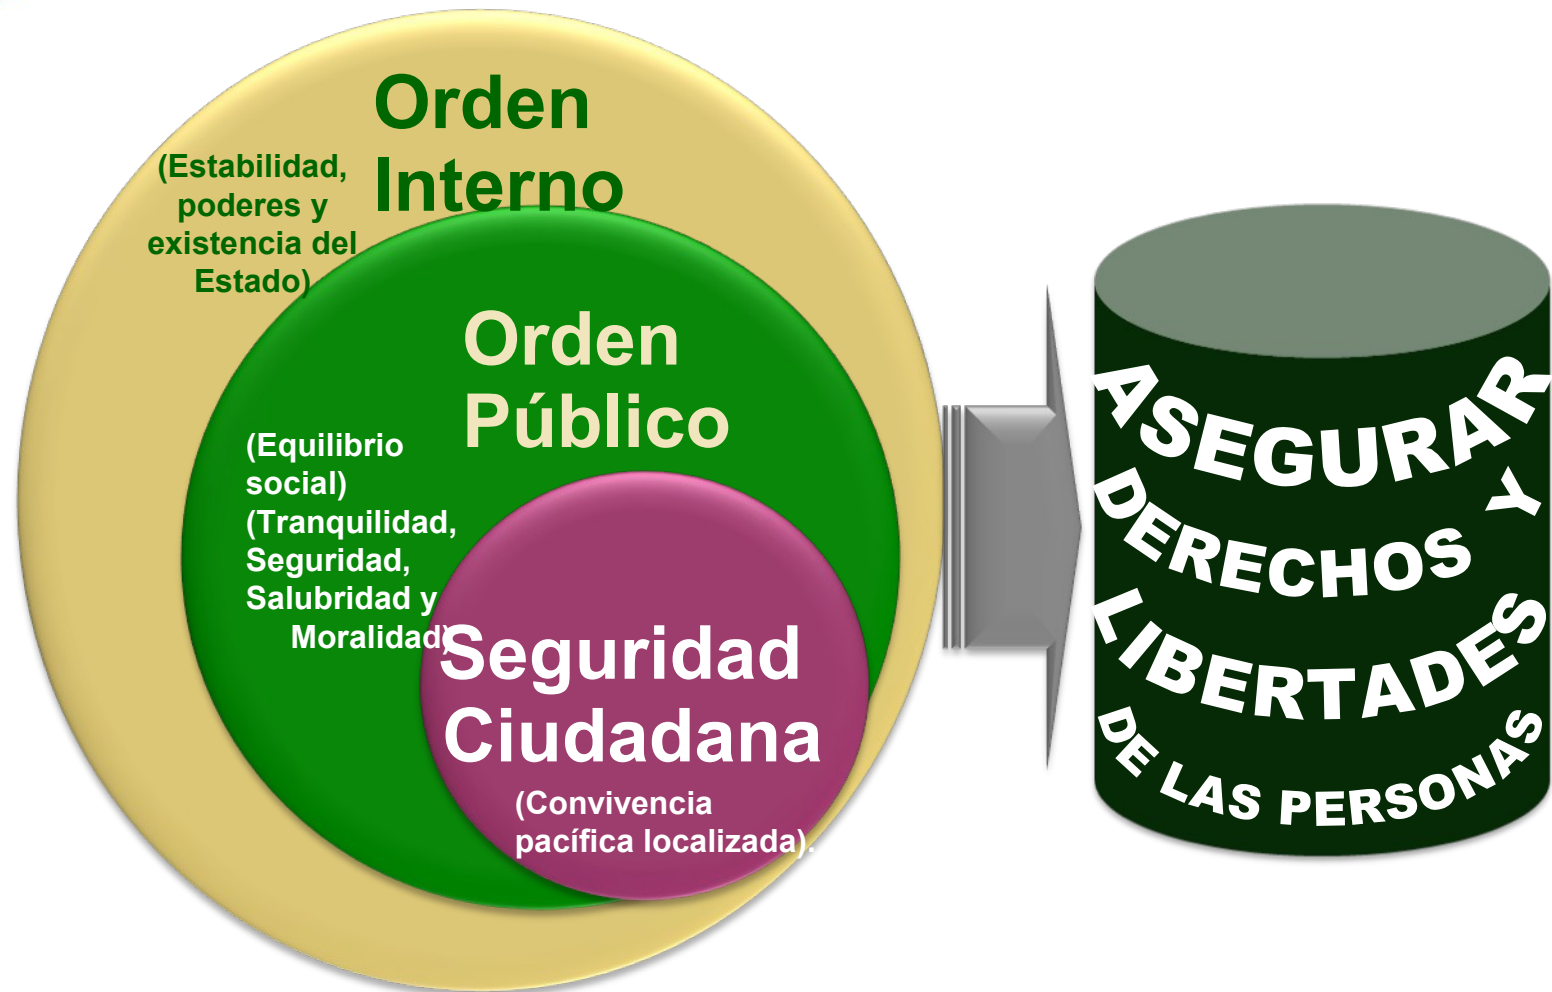 Orden
Interno
(Estabilidad,
poderes y
existencia del
Estado)
Orden
Público
(Equilibrio
social)
(Tranquilidad,
Seguridad,
Salubridad y
Moralidad)
Seguridad
Ciudadana
(Convivencia
pacífica localizada).
ASEGURAR
DERECHOS Y
LIBERTADES
DE LAS PERSONAS